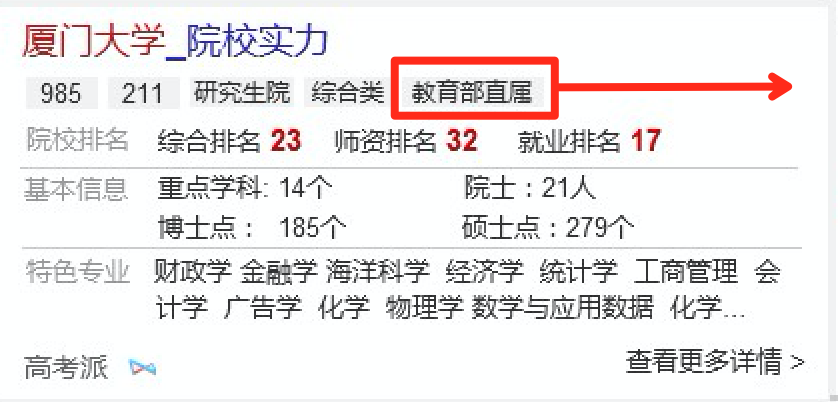 厦门大学_院校实力
985 211 研究生院 综合类 教育部直属
院校排名 综合排名 23 师资排名 32 就业排名 17
基本信息 重点学科: 14个 院士：21人
博士点： 185个 硕士点：279个
特色专业 财政学 金融学 海洋科学 经济学 统计学 工商管理 会
计学 广告学 化学 物理学 数学与应用数据 化学...
高考派 查看更多详情 >